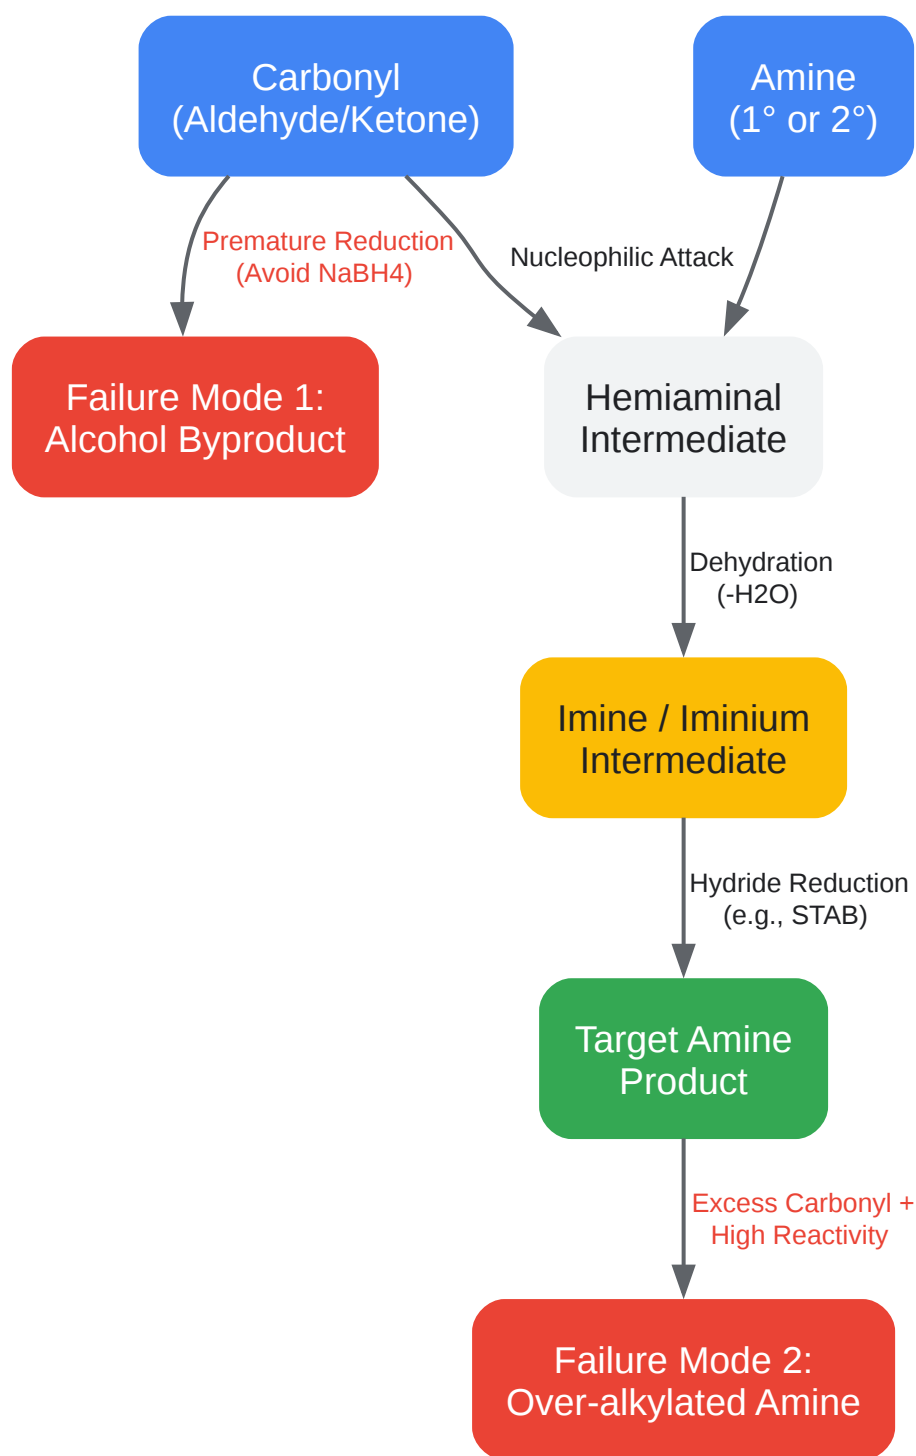 Carbonyl
(Aldehyde/Ketone)
Amine
(1° or 2°)
Premature Reduction
(Avoid NaBH4)
Nucleophilic Attack
Failure Mode 1:
Alcohol Byproduct
Hemiaminal
Intermediate
Dehydration
(-H2O)
Imine / Iminium
Intermediate
Hydride Reduction
(e.g., STAB)
Target Amine
Product
Excess Carbonyl +
High Reactivity
Failure Mode 2:
Over-alkylated Amine